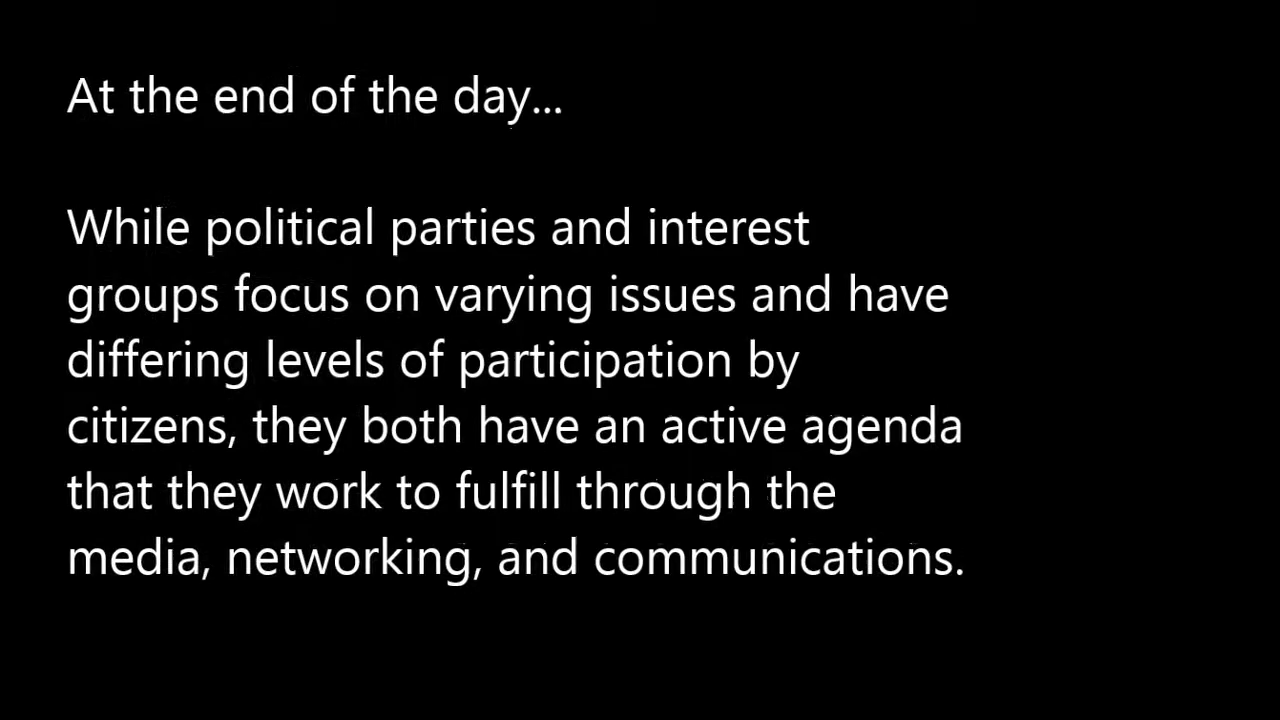 At the end of the day...
While political parties and interest
groups focus on varying issues and have
differing levels of participation by
citizens, they both have an active agenda
that they work to fulfill through the
media, networking, and communications.